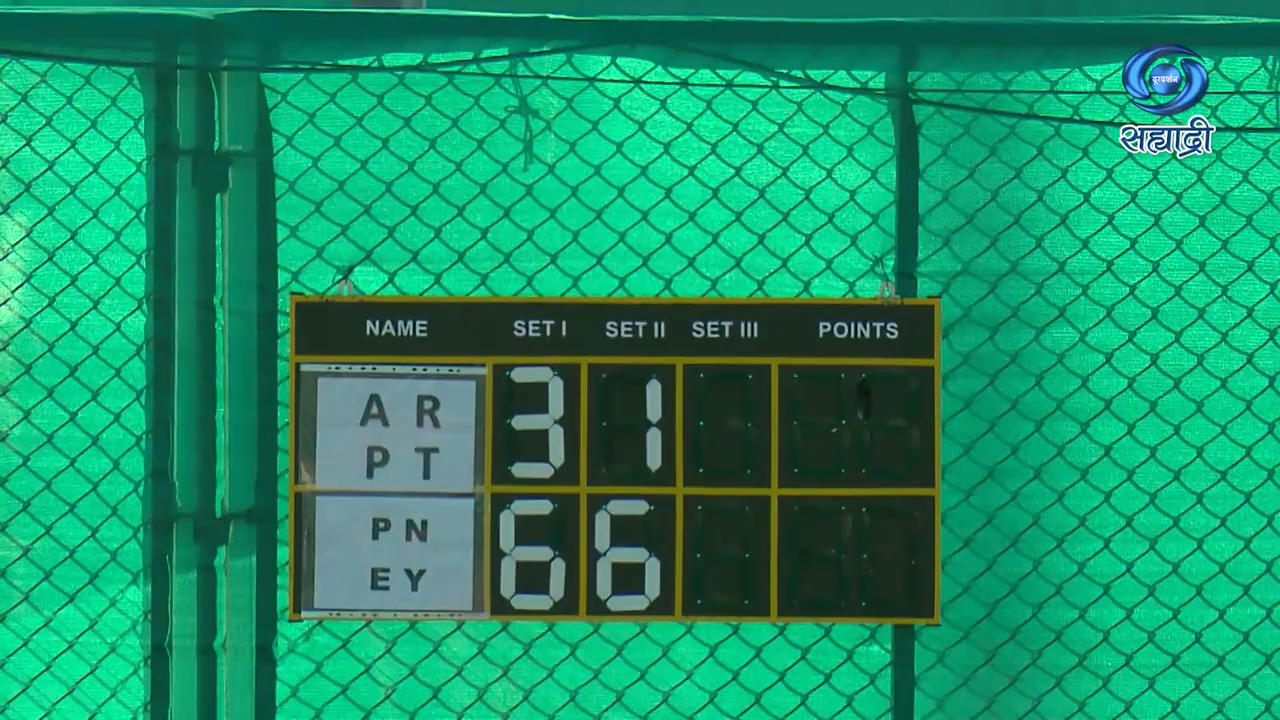 दूरदर्शन
सह्याद्री
NAME SET I SET II SET III POINTS
A R 3 1
P T
P N 6 6
E Y